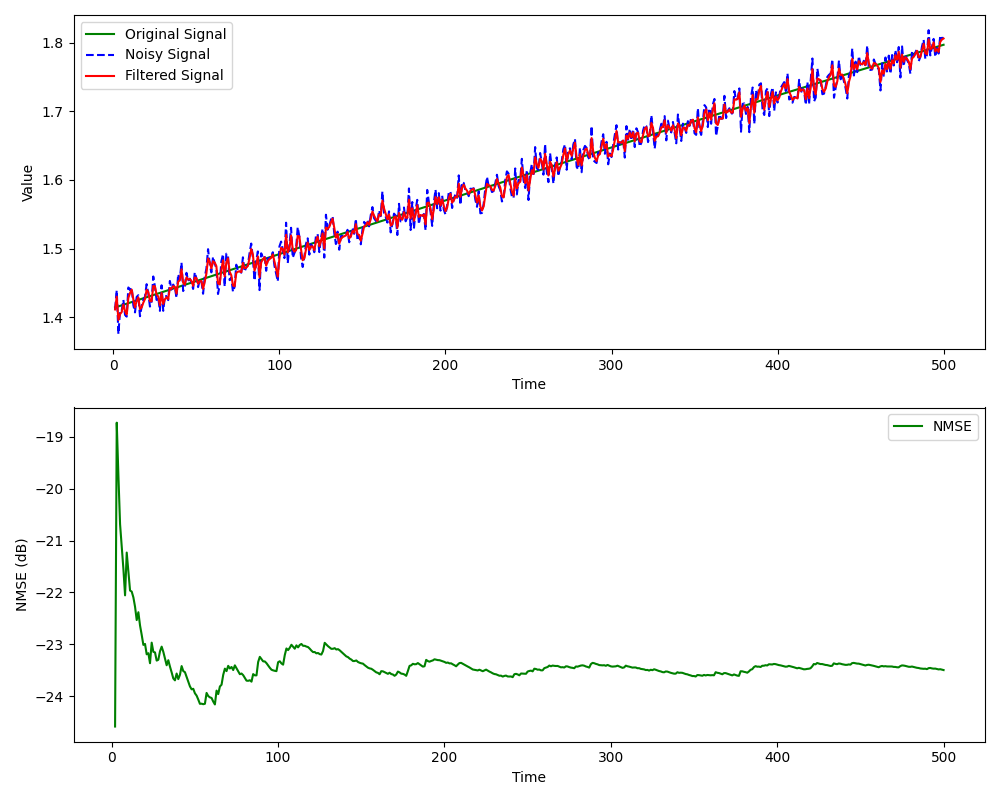 Original Signal
Noisy Signal
Filtered Signal
1.8
1.7
1.6
1.5
1.4
Value
0 100 200 300 400 500
Time
NMSE
−19
−20
−21
−22
−23
−24
NMSE (dB)
0 100 200 300 400 500
Time